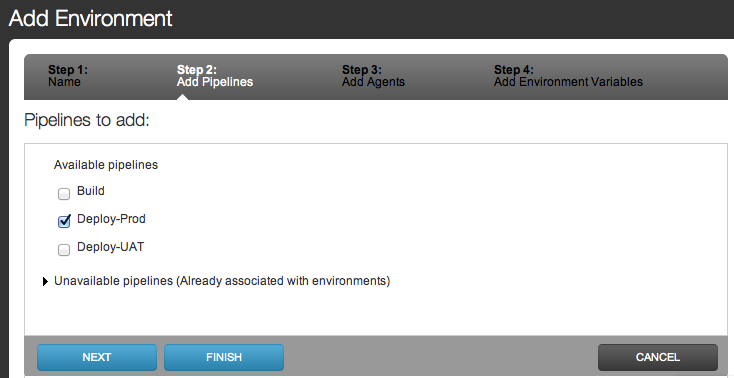 Add Environment
Step 1: Step 2: Step 3: Step 4:
Name Add Pipelines Add Agents Add Environment Variables
Pipelines to add:
Available pipelines
Build
Deploy-Prod
Deploy-UAT
Unavailable pipelines (Already associated with environments)
NEXT FINISH CANCEL